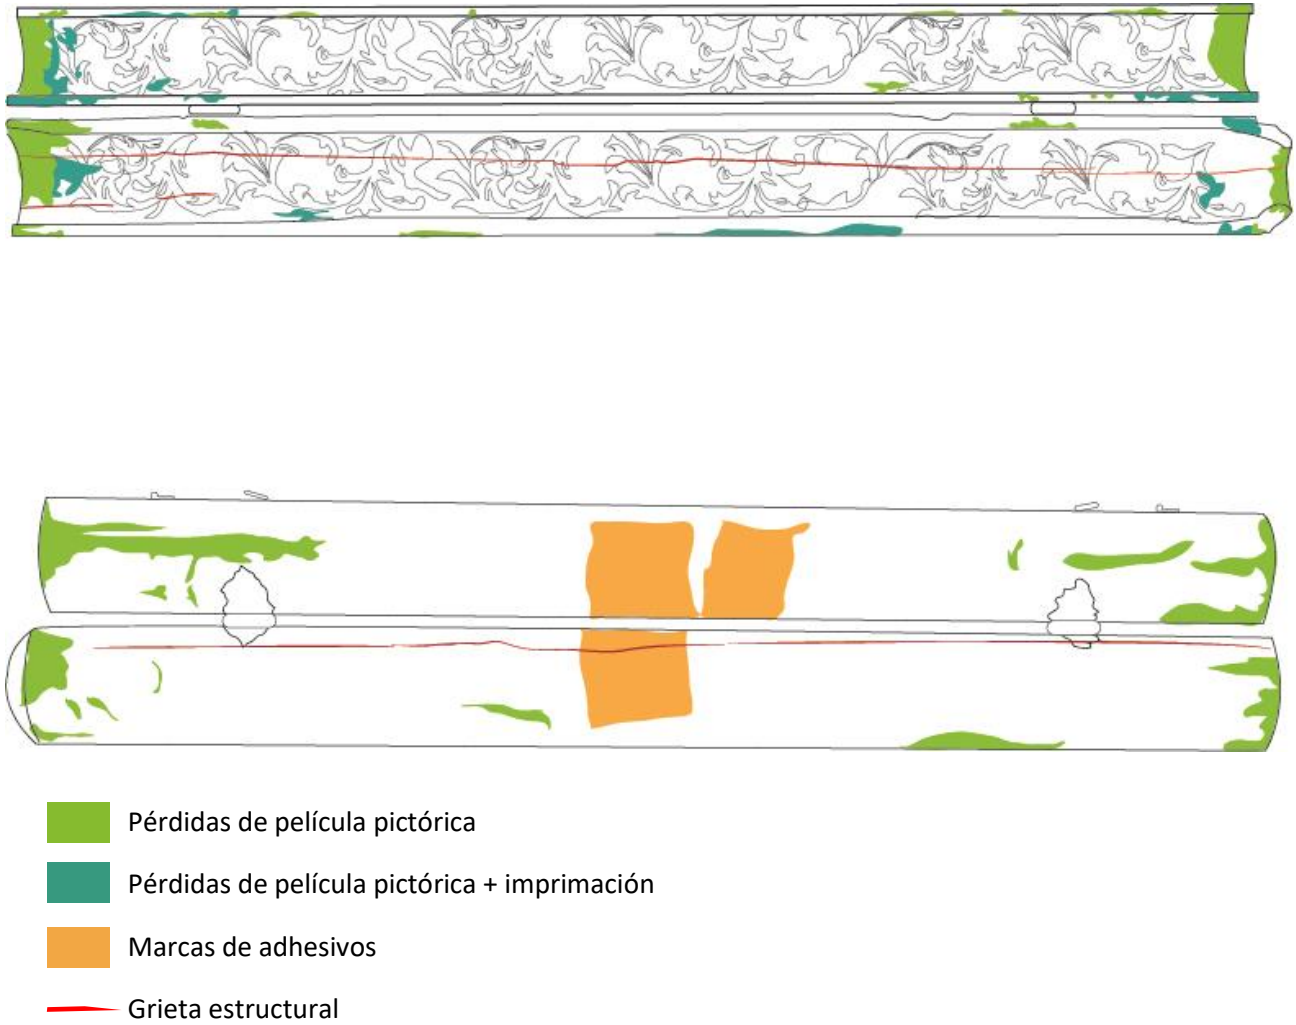 Pérdidas de película pictórica
Pérdidas de película pictórica + imprimación
Marcas de adhesivos
Grieta estructural